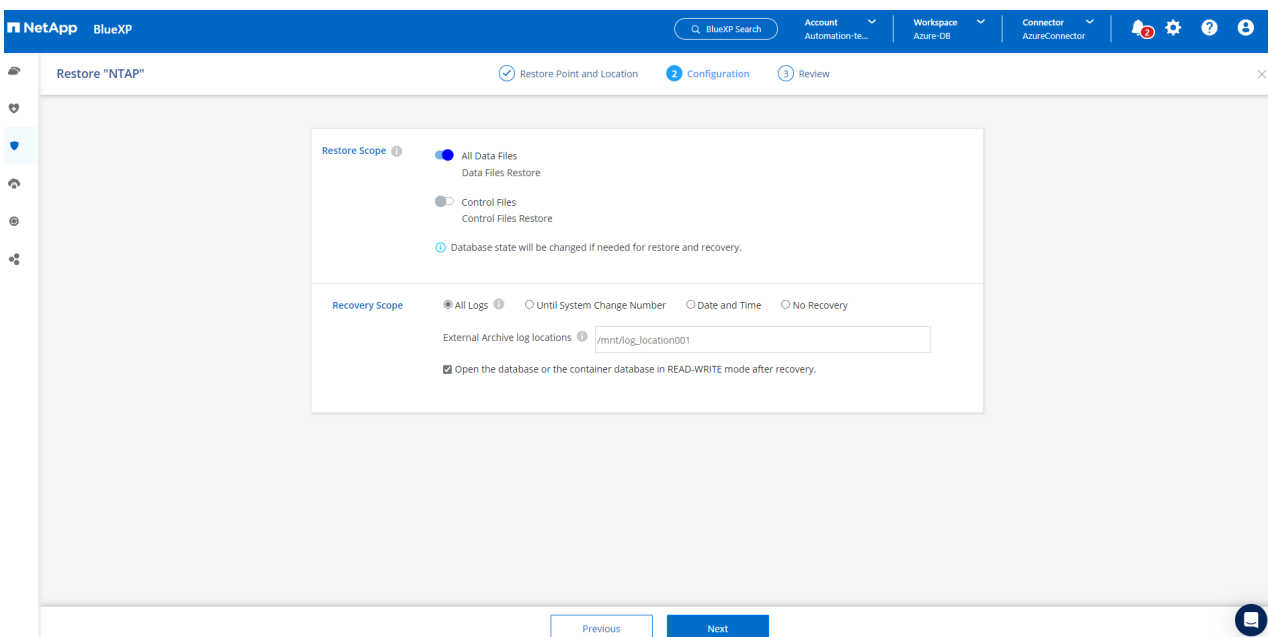 NetApp BlueXP
BlueXP Search
Account
Automation-te...
Workspace
Azure-DB
Connector
AzureConnector
2
Restore "NTAP"
Restore Point and Location
2 Configuration
3 Review
Restore Scope
All Data Files
Data Files Restore
Control Files
Control Files Restore
Database state will be changed if needed for restore and recovery.
Recovery Scope
All Logs
Until System Change Number
Date and Time
No Recovery
External Archive log locations
/mnt/log_location001
Open the database or the container database in READ-WRITE mode after recovery.
Previous
Next